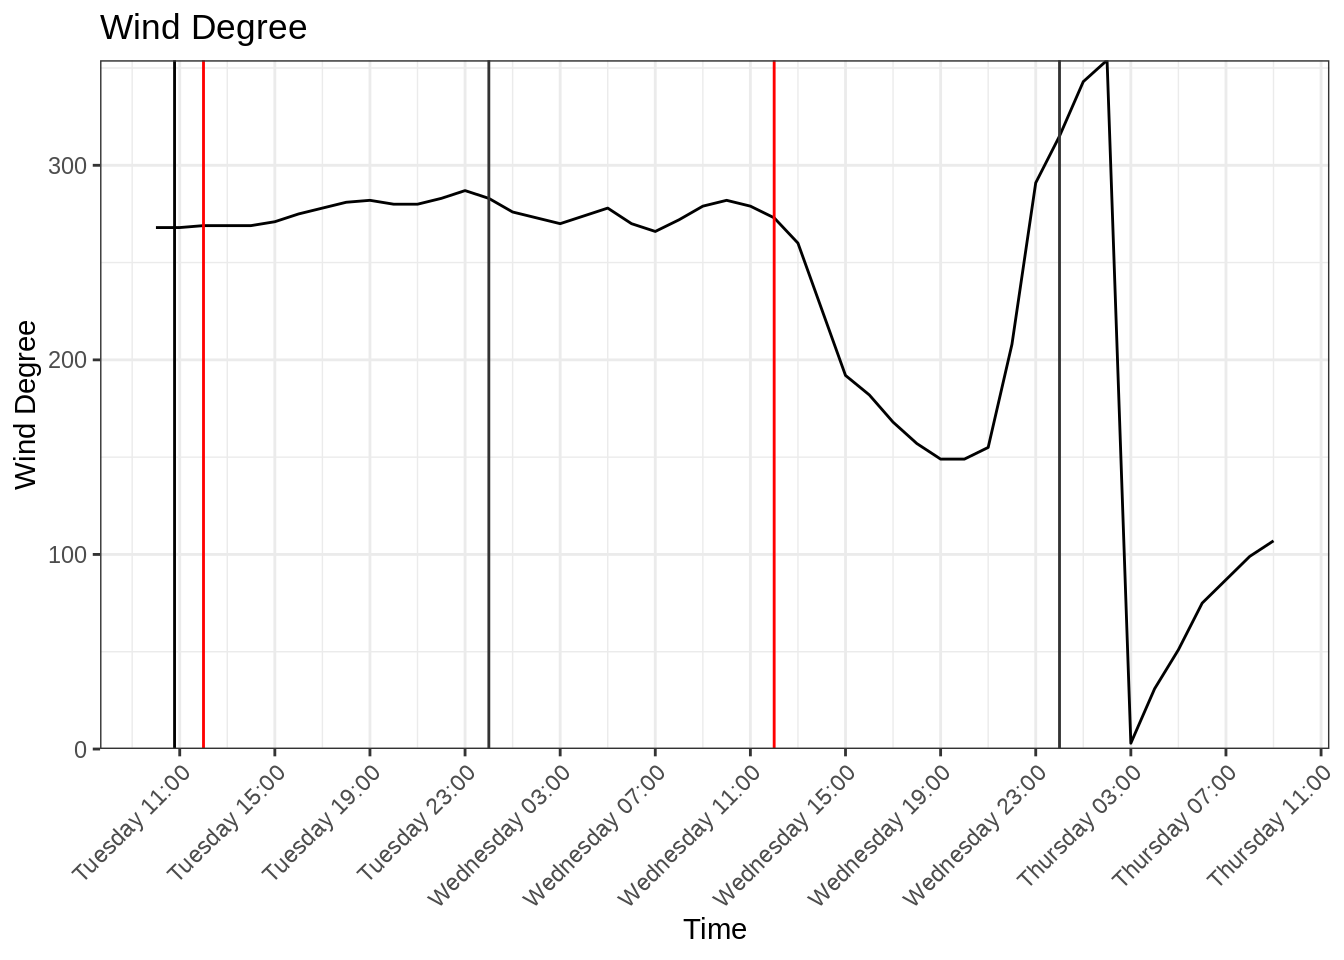 Wind Degree
Wind Degree
300
200
100
0
Tuesday 11:00
Tuesday 15:00
Tuesday 19:00
Tuesday 23:00
Wednesday 03:00
Wednesday 07:00
Wednesday 11:00
Wednesday 15:00
Wednesday 19:00
Wednesday 23:00
Thursday 03:00
Thursday 07:00
Thursday 11:00
Time